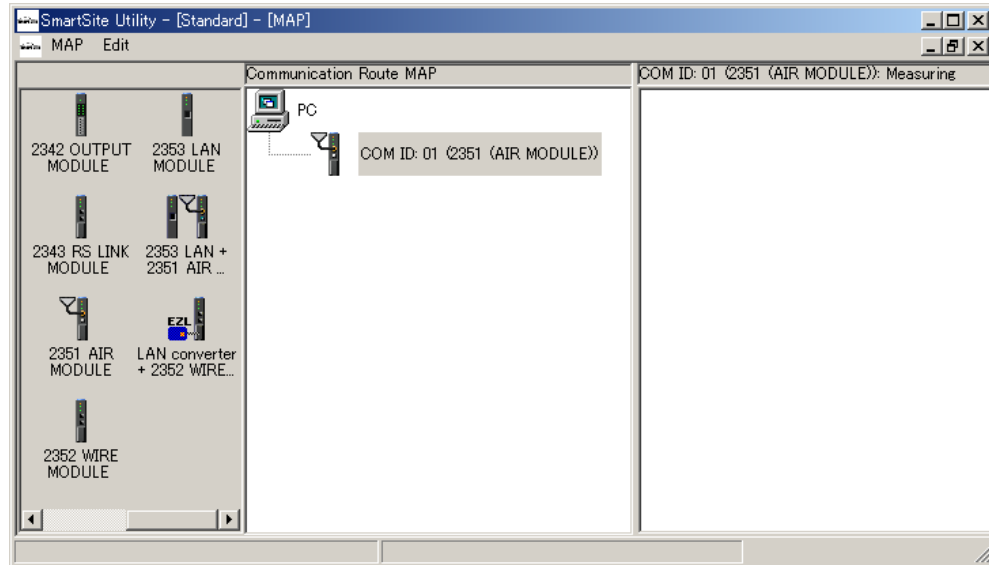 SmartSite Utility - [Standard] - [MAP]
MAP Edit
Communication Route MAP
COM ID: 01 (2351 (AIR MODULE)): Measuring
2342 OUTPUT
MODULE
2353 LAN
MODULE
2343 RS LINK
MODULE
2353 LAN +
2351 AIR ...
2351 AIR
MODULE
EZL
LAN converter
+ 2352 WIRE...
2352 WIRE
MODULE
PC
COM ID: 01 (2351 (AIR MODULE))